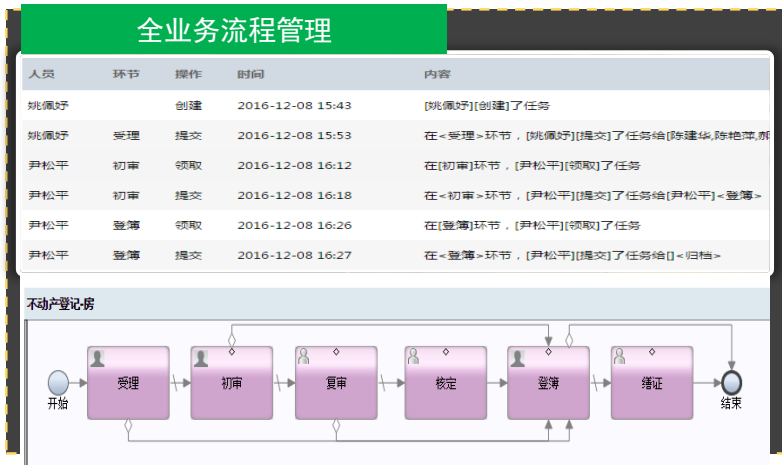 全业务流程管理
人员 环节 操作 时间 内容
姚佩妤 创建 2016-12-08 15:43 [姚佩妤][创建]了任务
姚佩妤 受理 提交 2016-12-08 15:53 在<受理>环节，[姚佩妤][提交]了任务给[陈建华,陈艳萍,郝
尹松平 初审 领取 2016-12-08 16:12 在[初审]环节，[尹松平][领取]了任务
尹松平 初审 提交 2016-12-08 16:18 在<初审>环节，[尹松平][提交]了任务给[尹松平]<登簿>
尹松平 登簿 领取 2016-12-08 16:26 在[登簿]环节，[尹松平][领取]了任务
尹松平 登簿 提交 2016-12-08 16:27 在<登簿>环节，[尹松平][提交]了任务给[]<归档>
不动产登记-房
开始 受理 初审 复审 核定 登簿 缮证 结束